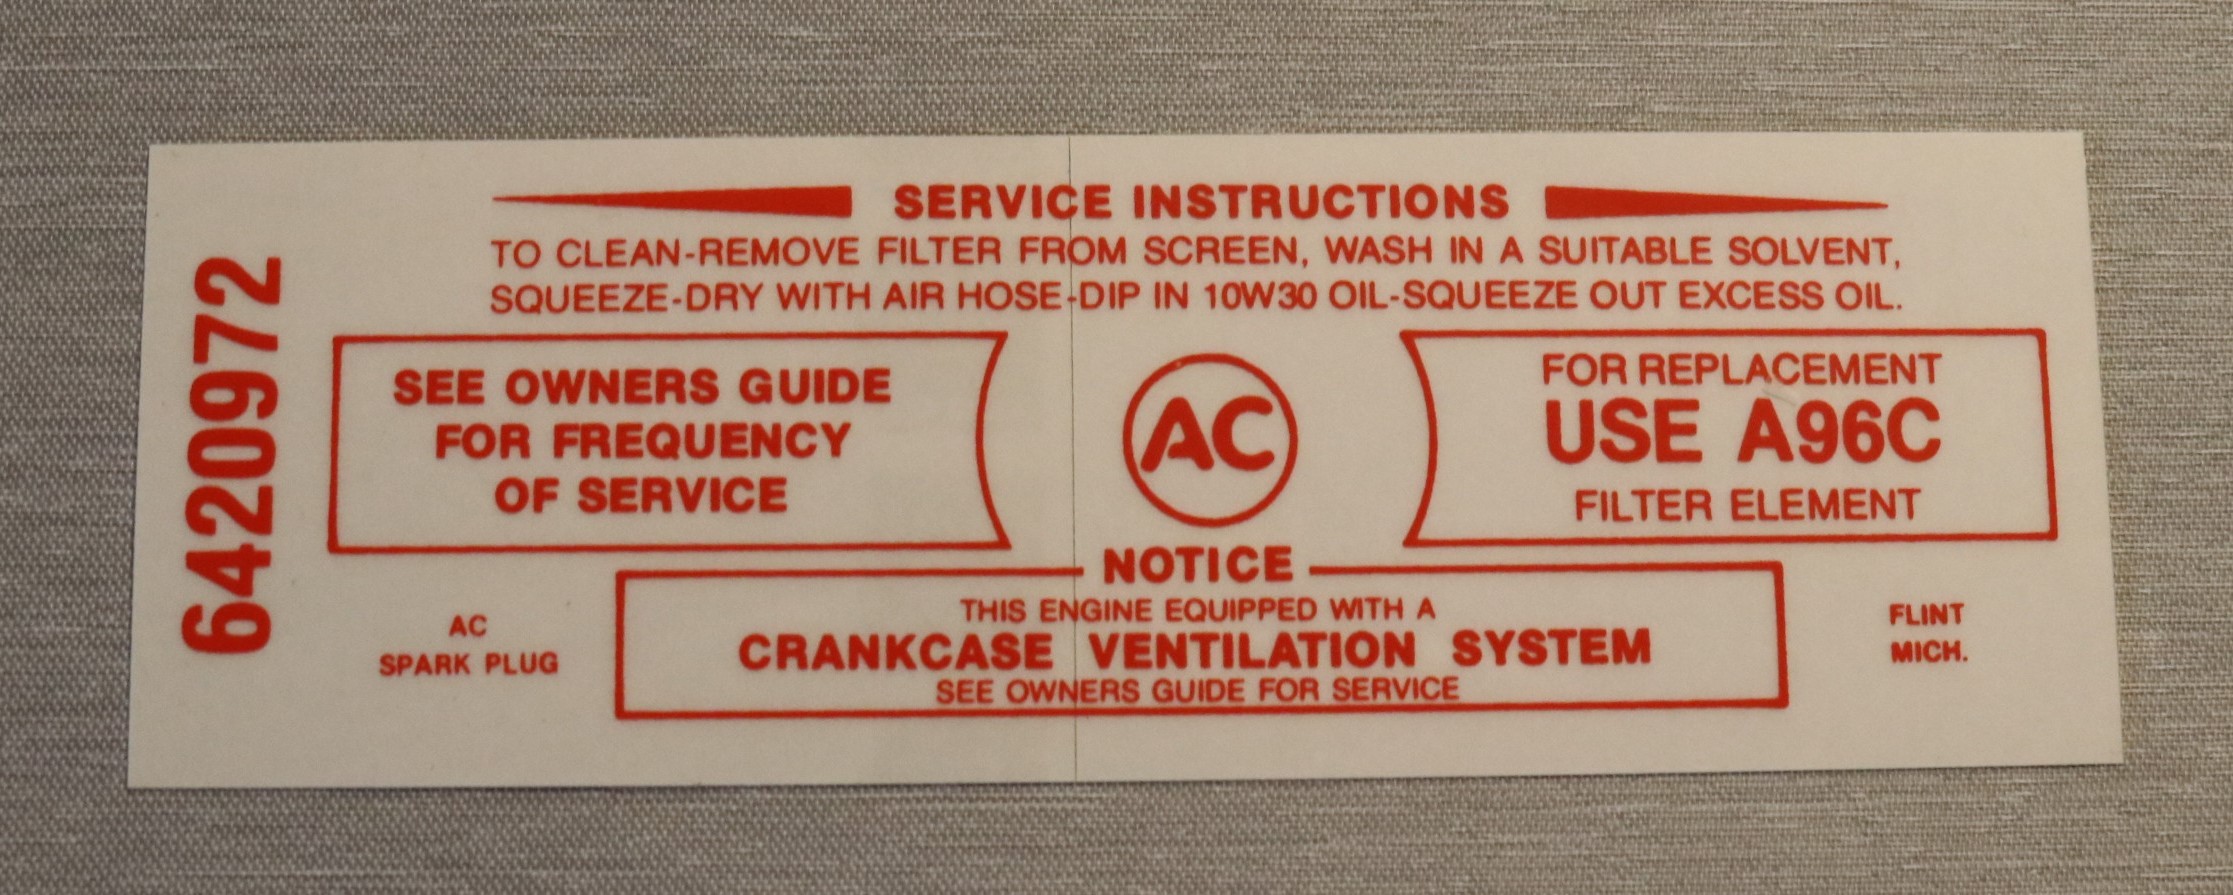 6420972
SERVICE INSTRUCTIONS
TO CLEAN-REMOVE FILTER FROM SCREEN, WASH IN A SUITABLE SOLVENT,
SQUEEZE-DRY WITH AIR HOSE-DIP IN 10W30 OIL-SQUEEZE OUT EXCESS OIL.
SEE OWNERS GUIDE
FOR FREQUENCY
OF SERVICE
AC
FOR REPLACEMENT
USE A96C
FILTER ELEMENT
NOTICE
THIS ENGINE EQUIPPED WITH A
CRANKCASE VENTILATION SYSTEM
SEE OWNERS GUIDE FOR SERVICE
AC
SPARK PLUG
FLINT
MICH.